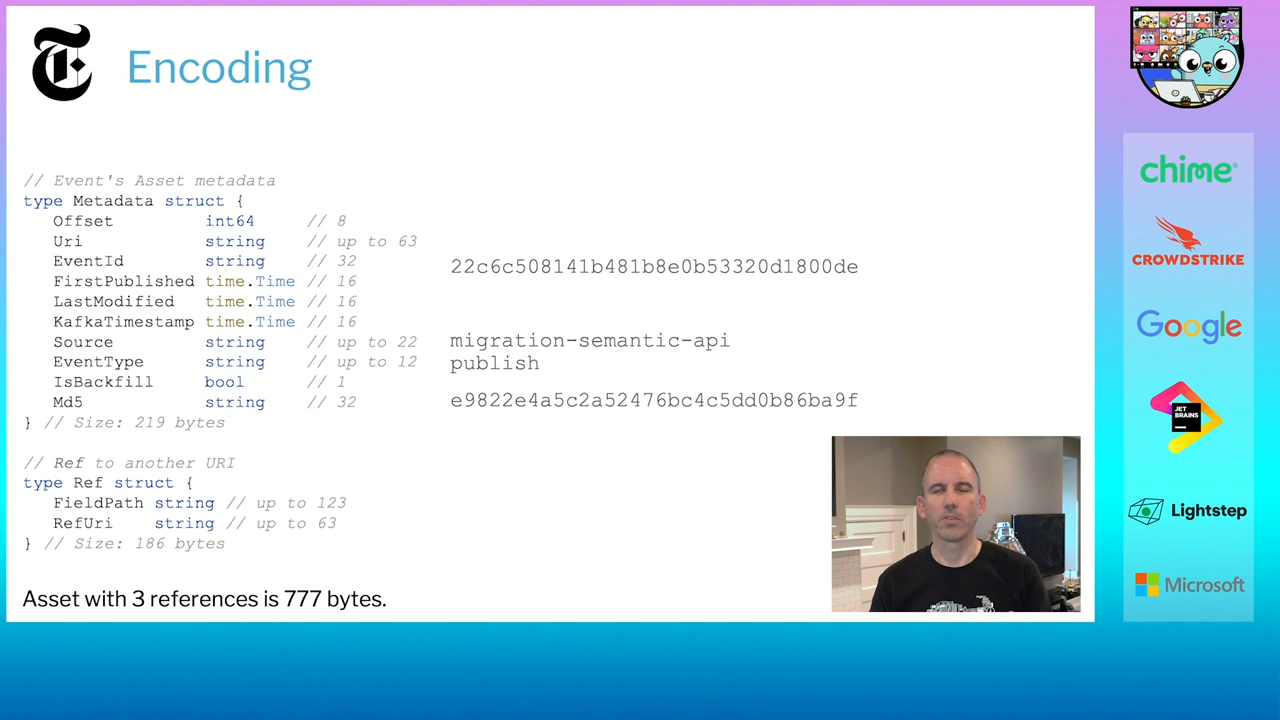 Encoding
// Event's Asset metadata
type Metadata struct {
Offset int64 // 8
Uri string // up to 63
EventId string // 32
22c6c508141b481b8e0b53320d1800de
FirstPublished time.Time // 16
LastModified time.Time // 16
KafkaTimestamp time.Time // 16
Source string // up to 22
migration-semantic-api
EventType string // up to 12
publish
IsBackfill bool // 1
Md5 string // 32
e9822e4a5c2a52476bc4c5dd0b86ba9f
} // Size: 219 bytes
// Ref to another URI
type Ref struct {
FieldPath string // up to 123
RefUri string // up to 63
} // Size: 186 bytes
Asset with 3 references is 777 bytes.
chime
CROWDSTRIKE
Google
JET
BRAINS
Lightstep
Microsoft